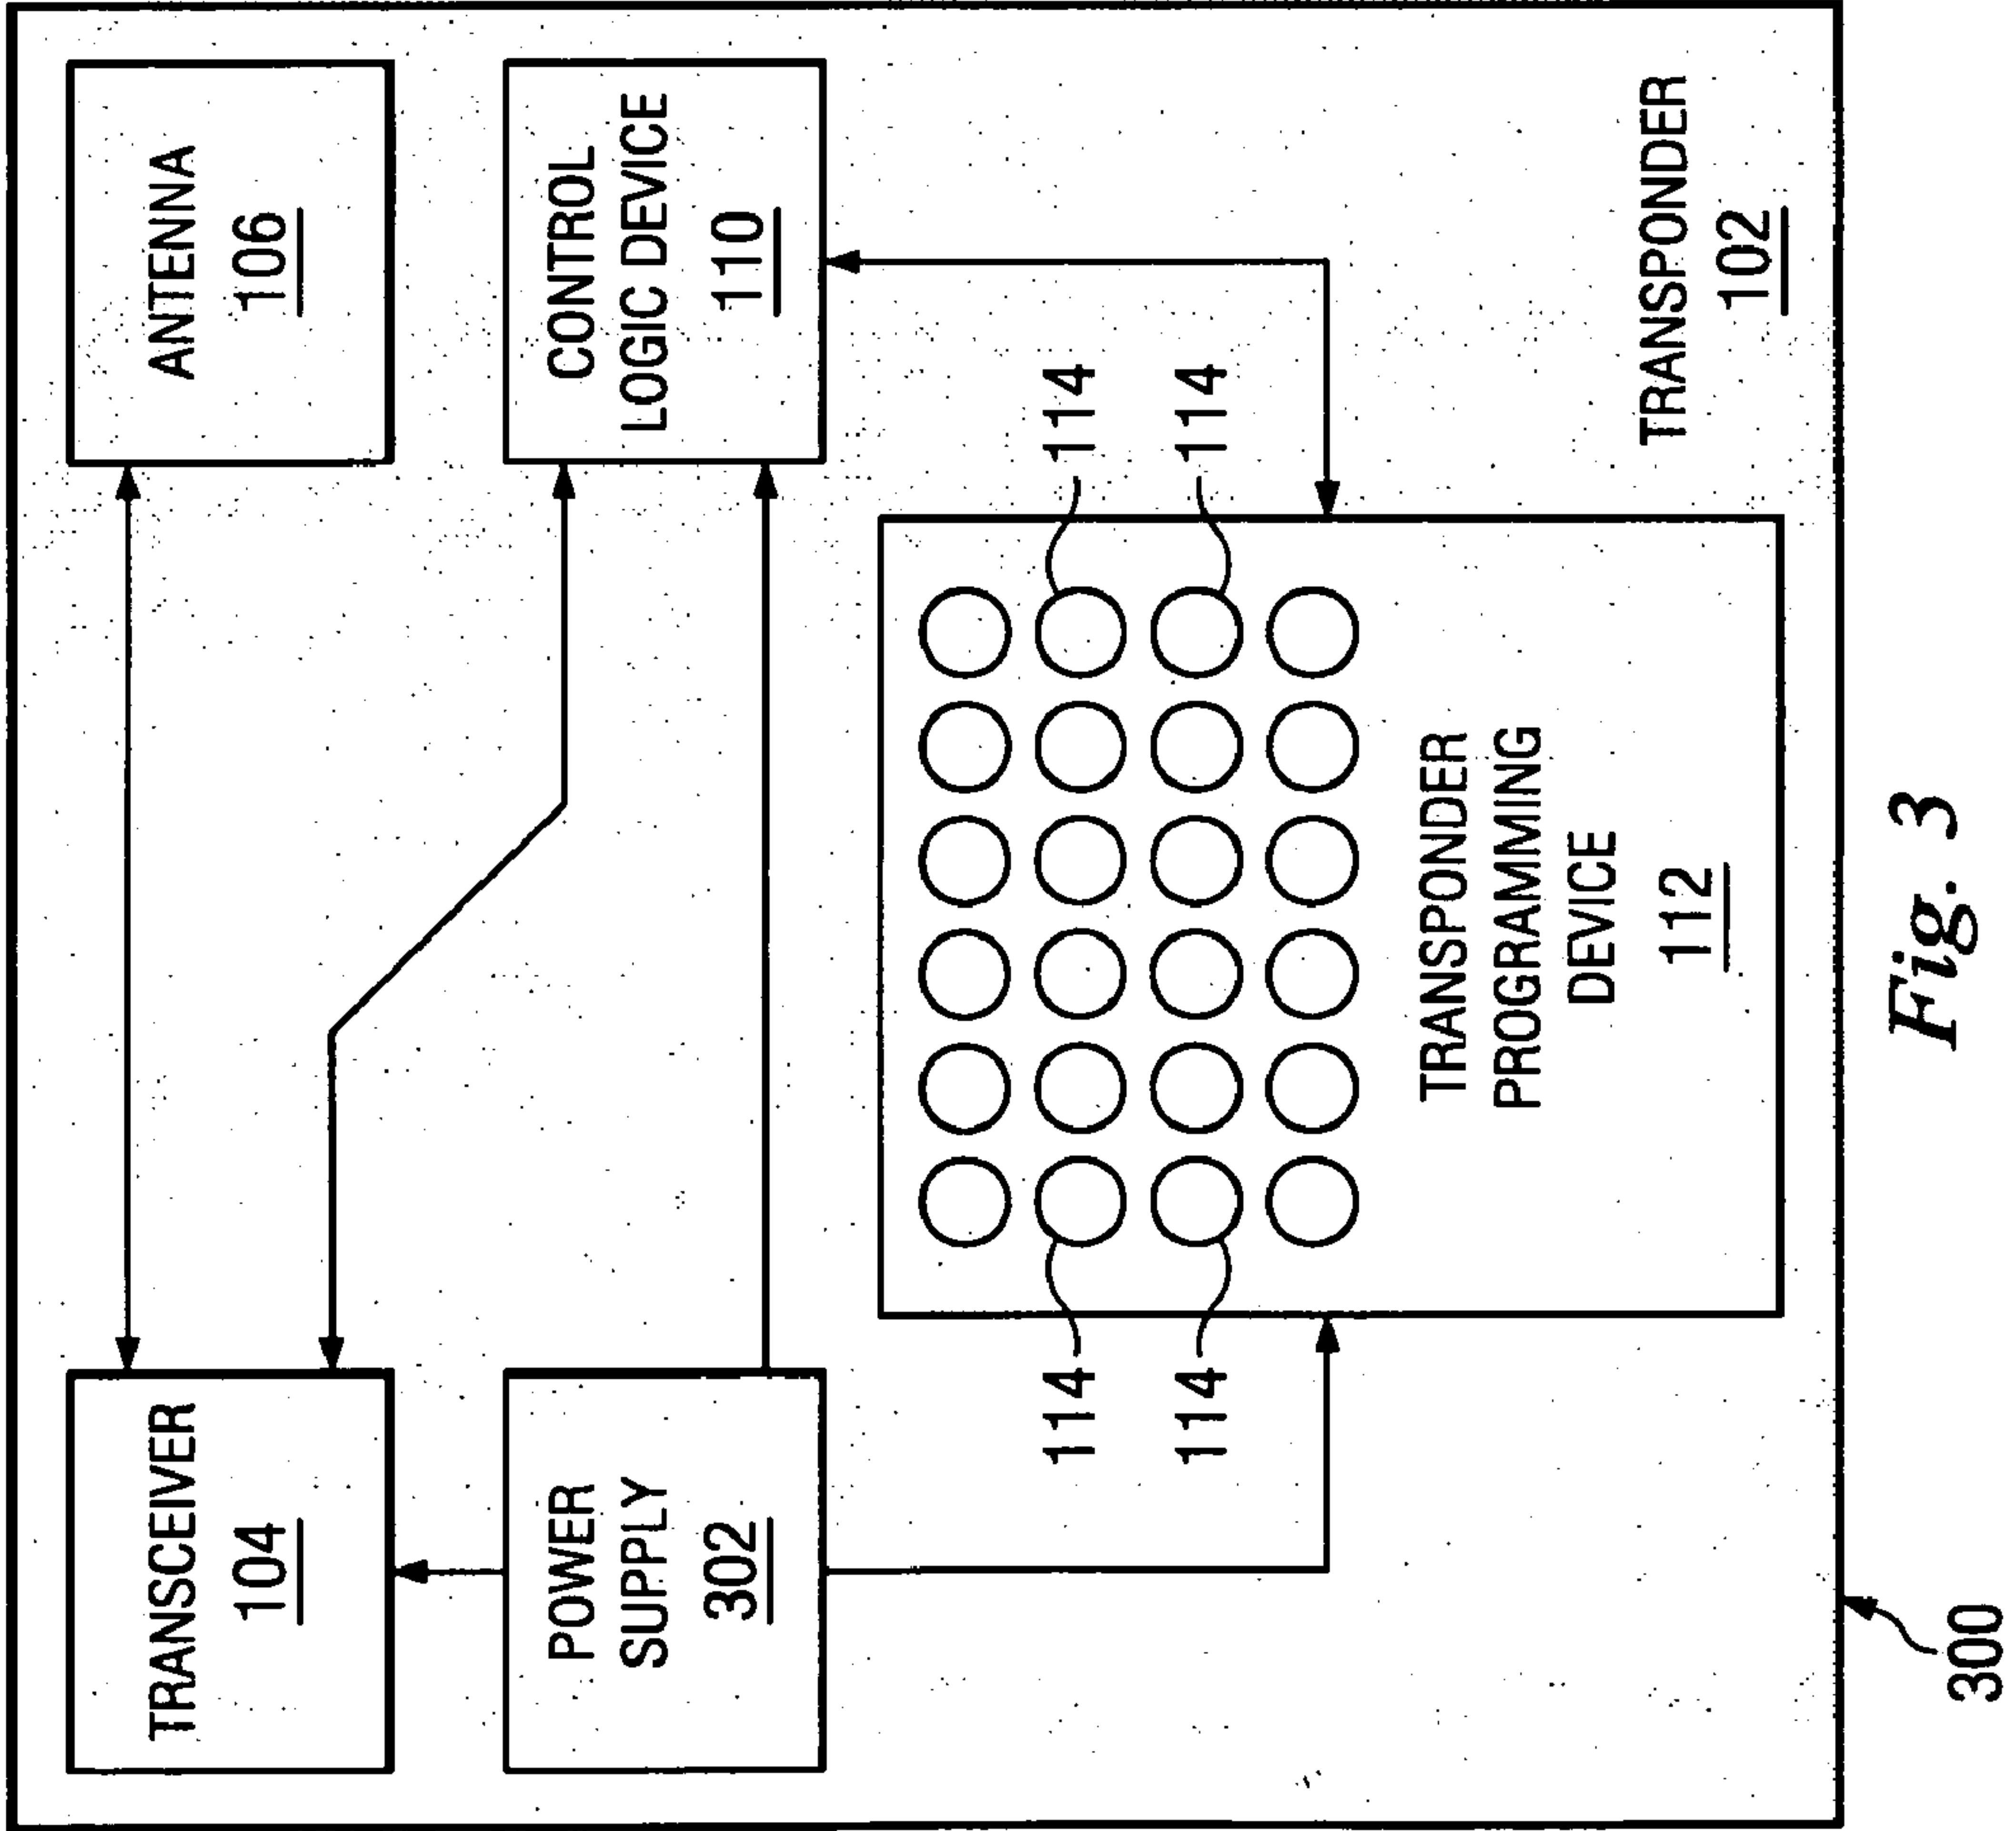 TRANSCEIVER
104
ANTENNA
106
POWER
SUPPLY
302
CONTROL
LOGIC DEVICE
110
114
114
114
114
TRANSPONDER
PROGRAMMING
DEVICE
112
TRANSPONDER
102
300
Fig. 3